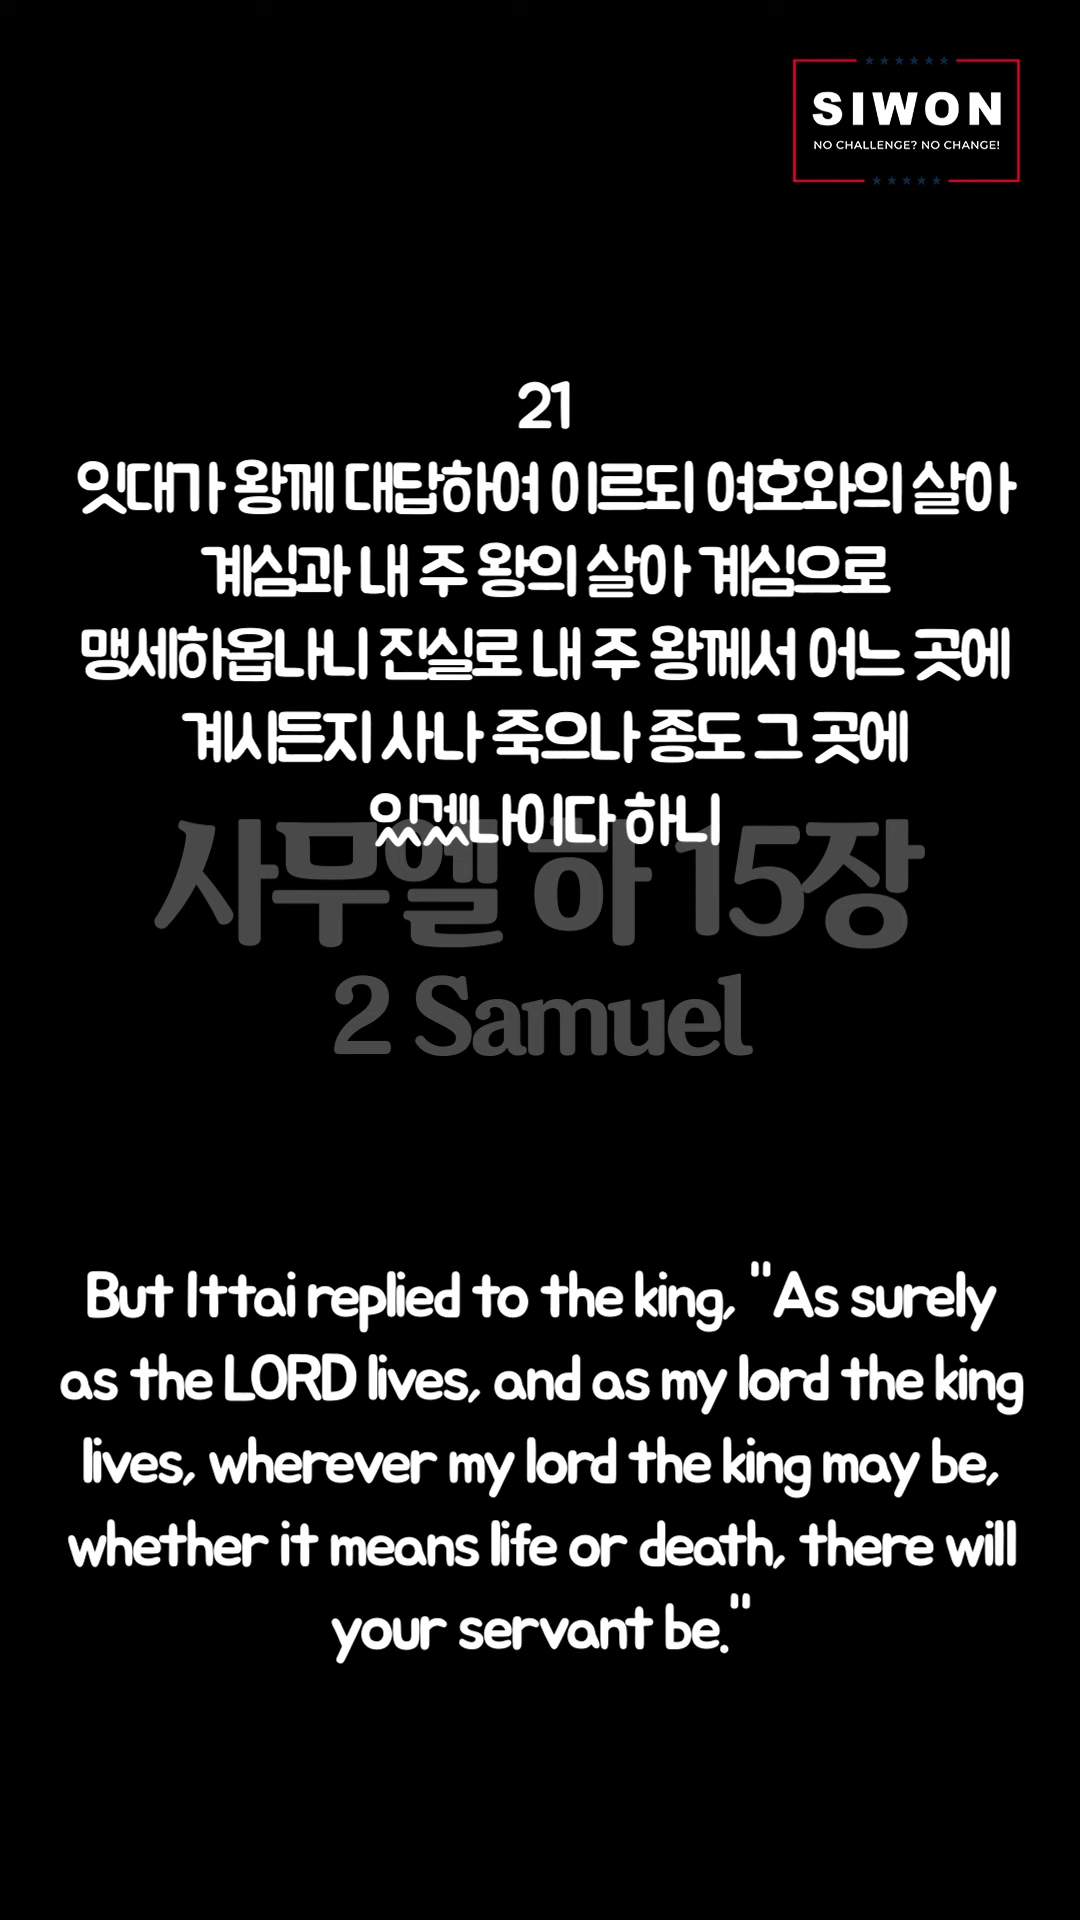 SIWON
NO CHALLENGE? NO CHANGE!
21
잇대가 왕께 대답하여 이르되 여호와의 살아
계심과 내 주 왕의 살아 계심으로
맹세하옵나니 진실로 내 주 왕께서 어느 곳에
계시든지 사나 죽으나 종도 그 곳에
있겠나이다 하니
사무엘 하 15장
2 Samuel
But Ittai replied to the king, "As surely
as the LORD lives, and as my lord the king
lives, wherever my lord the king may be,
whether it means life or death, there will
your servant be."